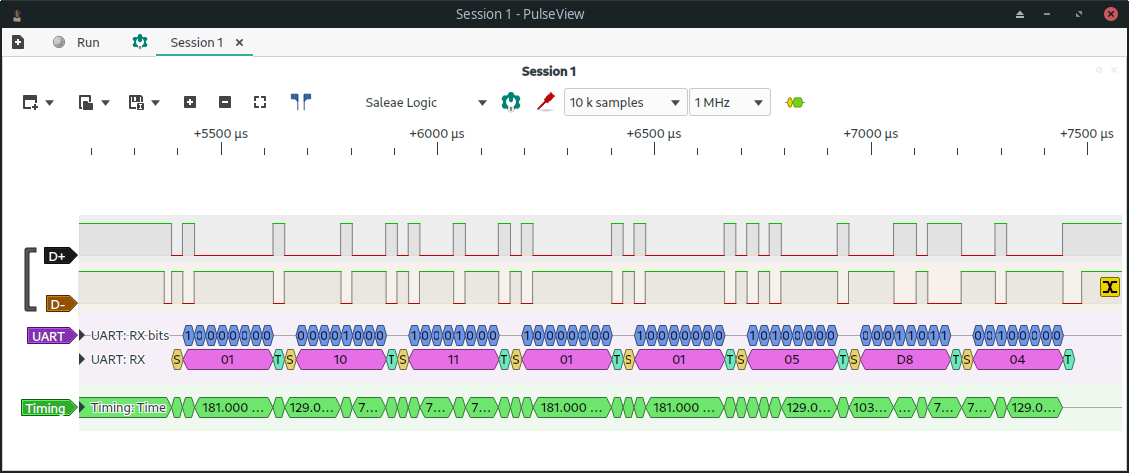 Session 1 - PulseView
Run
Session 1
Session 1
Saleae Logic 10 k samples 1 MHz
+5500 µs +6000 µs +6500 µs +7000 µs +7500 µs
D+
D-
UART UART: RX bits 10000000 00001000 10001000 10000000 10000000 10100000 00011011 00100000
UART: RX S 01 T S 10 T S 11 T S 01 T S 01 T S 05 T S D8 T S 04 T
Timing Timing: Time 181.000 ... 129.0... 7... 7... 7... 181.000 ... 181.000 ... 129.0... 103... ... 7... 7... 129.0...